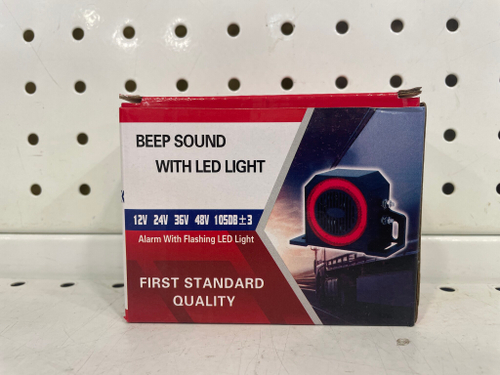 BEEP SOUND
WITH LED LIGHT
12V 24V 36V 48V 105DB±3
Alarm With Flashing LED Light
FIRST STANDARD
QUALITY